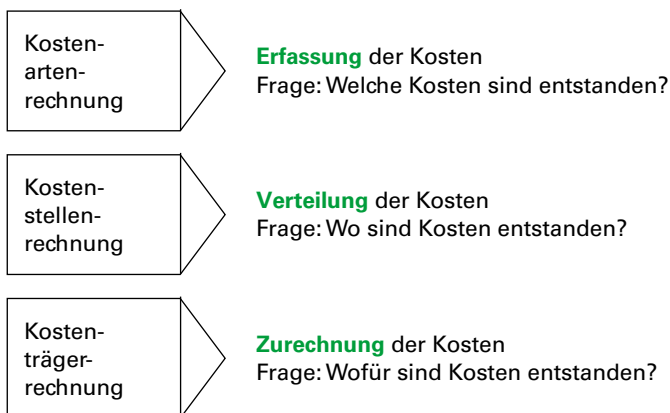 Kosten-
arten-
rechnung
Erfassung der Kosten
Frage: Welche Kosten sind entstanden?
Kosten-
stellen-
rechnung
Verteilung der Kosten
Frage: Wo sind Kosten entstanden?
Kosten-
träger-
rechnung
Zurechnung der Kosten
Frage: Wofür sind Kosten entstanden?